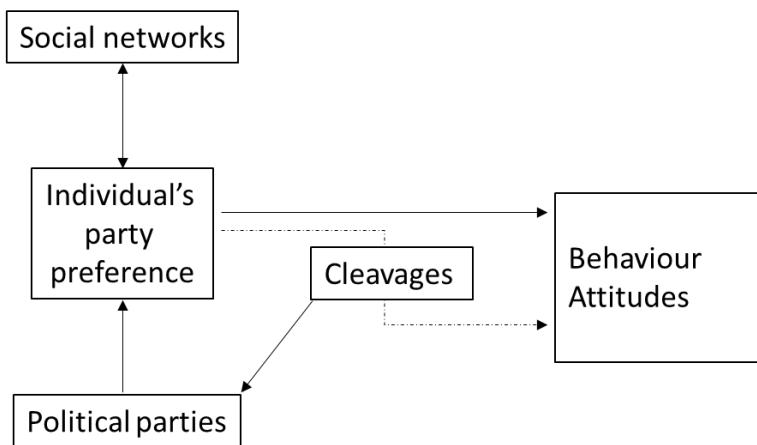 Social networks
Individual's
party
preference
Cleavages
Behaviour
Attitudes
Political parties